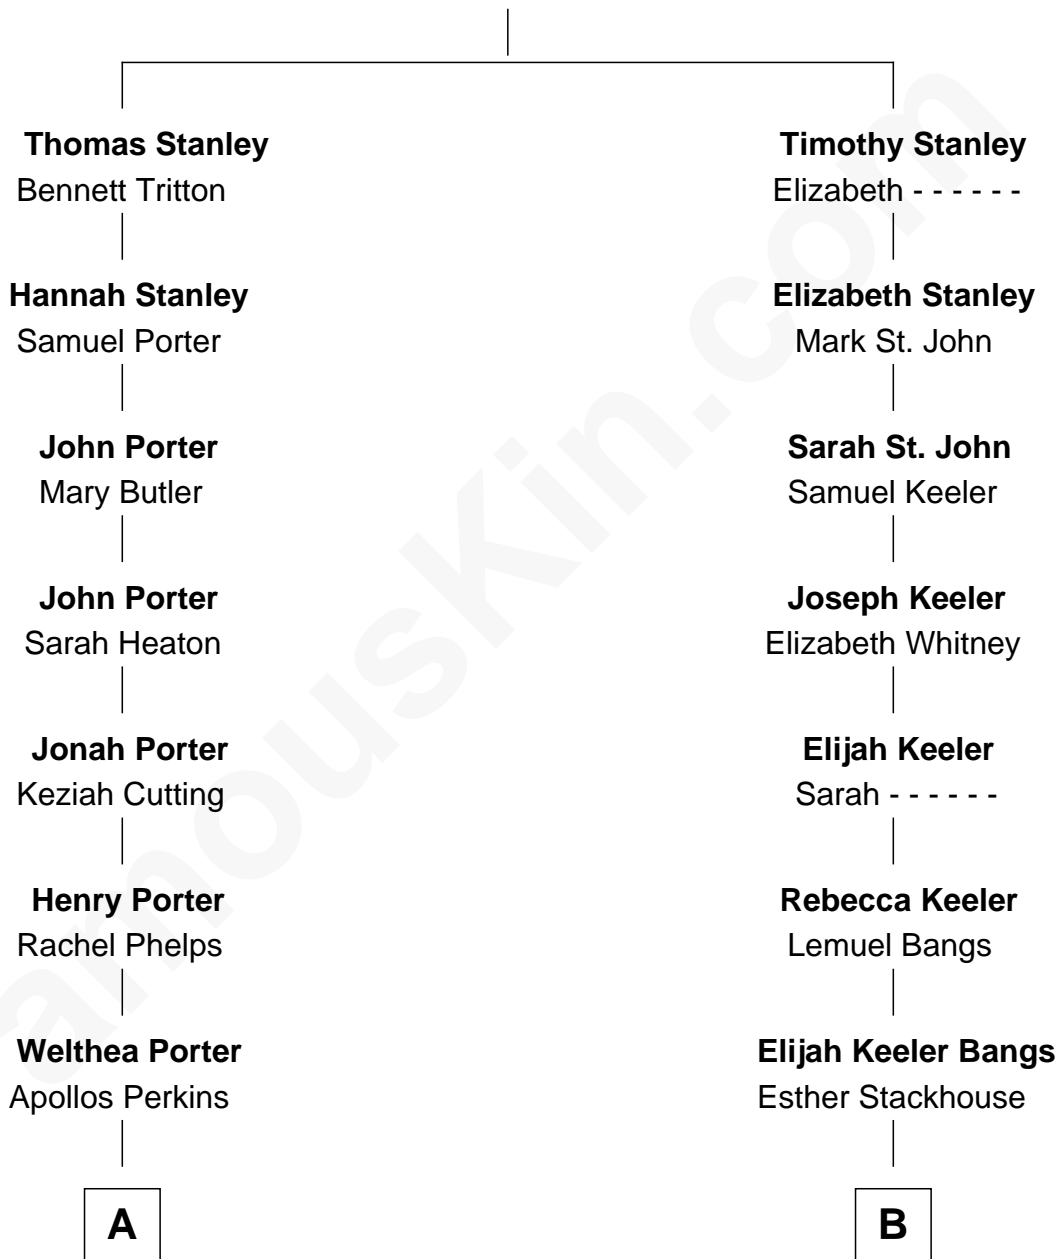 Thomas Stanley
Bennett Tritton
Hannah Stanley
Samuel Porter
John Porter
Mary Butler
John Porter
Sarah Heaton
Jonah Porter
Keziah Cutting
Henry Porter
Rachel Phelps
Welthea Porter
Apollos Perkins
A
Timothy Stanley
Elizabeth - - - - - -
Elizabeth Stanley
Mark St. John
Sarah St. John
Samuel Keeler
Joseph Keeler
Elizabeth Whitney
Elijah Keeler
Sarah - - - - - -
Rebecca Keeler
Lemuel Bangs
Elijah Keeler Bangs
Esther Stackhouse
B
amousKin.com